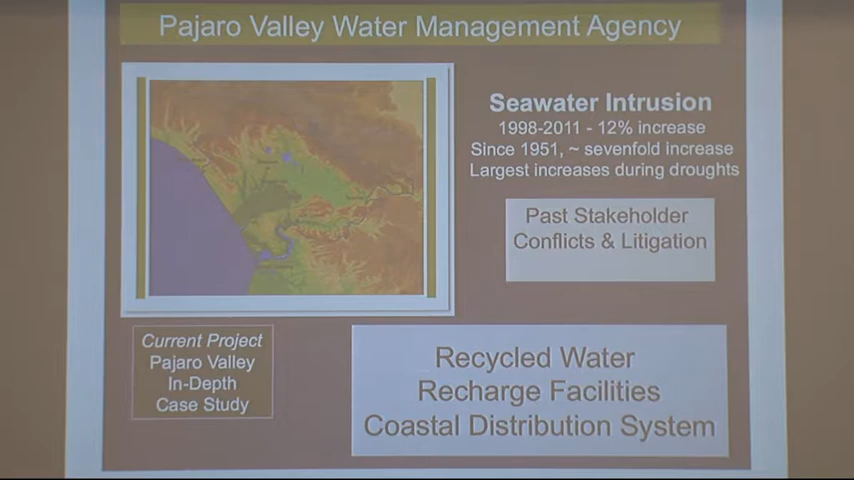 Pajaro Valley Water Management Agency
Seawater Intrusion
1998-2011 - 12% increase
Since 1951, ~ sevenfold increase
Largest increases during droughts
Past Stakeholder
Conflicts & Litigation
Current Project
Pajaro Valley
In-Depth
Case Study
Recycled Water
Recharge Facilities
Coastal Distribution System